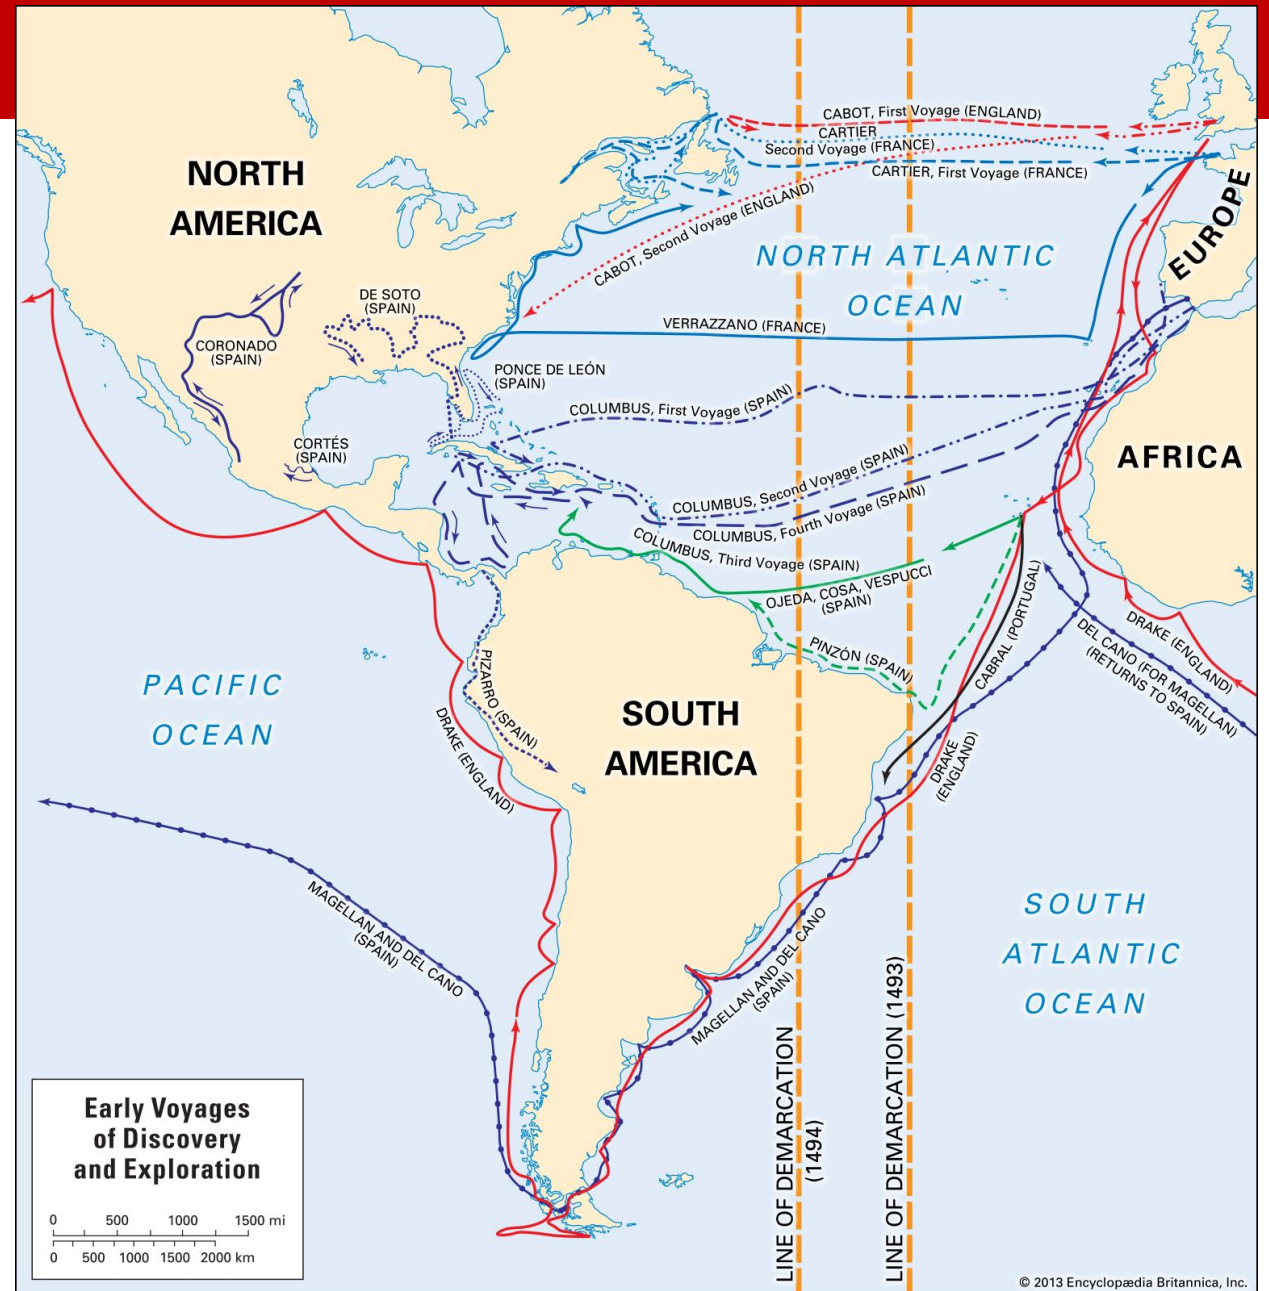 CABOT, First Voyage (ENGLAND)
CARTIER
Second Voyage (FRANCE)
CARTIER, First Voyage (FRANCE)
NORTH
AMERICA
EUROPE
CABOT, Second Voyage (ENGLAND)
NORTH ATLANTIC
OCEAN
DE SOTO
(SPAIN)
VERRAZZANO (FRANCE)
CORONADO
(SPAIN)
PONCE DE LEÓN
(SPAIN)
COLUMBUS, First Voyage (SPAIN)
CORTÉS
(SPAIN)
AFRICA
COLUMBUS, Second Voyage (SPAIN)
COLUMBUS, Fourth Voyage (SPAIN)
COLUMBUS, Third Voyage (SPAIN)
OJEDA, COSA, VESPUCCI
(SPAIN)
PINZÓN (SPAIN)
CABRAL (PORTUGAL)
DRAKE (ENGLAND)
DEL CANO (FOR MAGELLAN)
(RETURNS TO SPAIN)
PACIFIC
OCEAN
PIZARRO (SPAIN)
SOUTH
AMERICA
DRAKE (ENGLAND)
DRAKE
(ENGLAND)
MAGELLAN AND DEL CANO
(SPAIN)
SOUTH
ATLANTIC
OCEAN
MAGELLAN AND DEL CANO
(SPAIN)
LINE OF DEMARCATION
(1494)
LINE OF DEMARCATION (1493)
Early Voyages
of Discovery
and Exploration
0 500 1000 1500 mi
0 500 1000 1500 2000 km
© 2013 Encyclopædia Britannica, Inc.